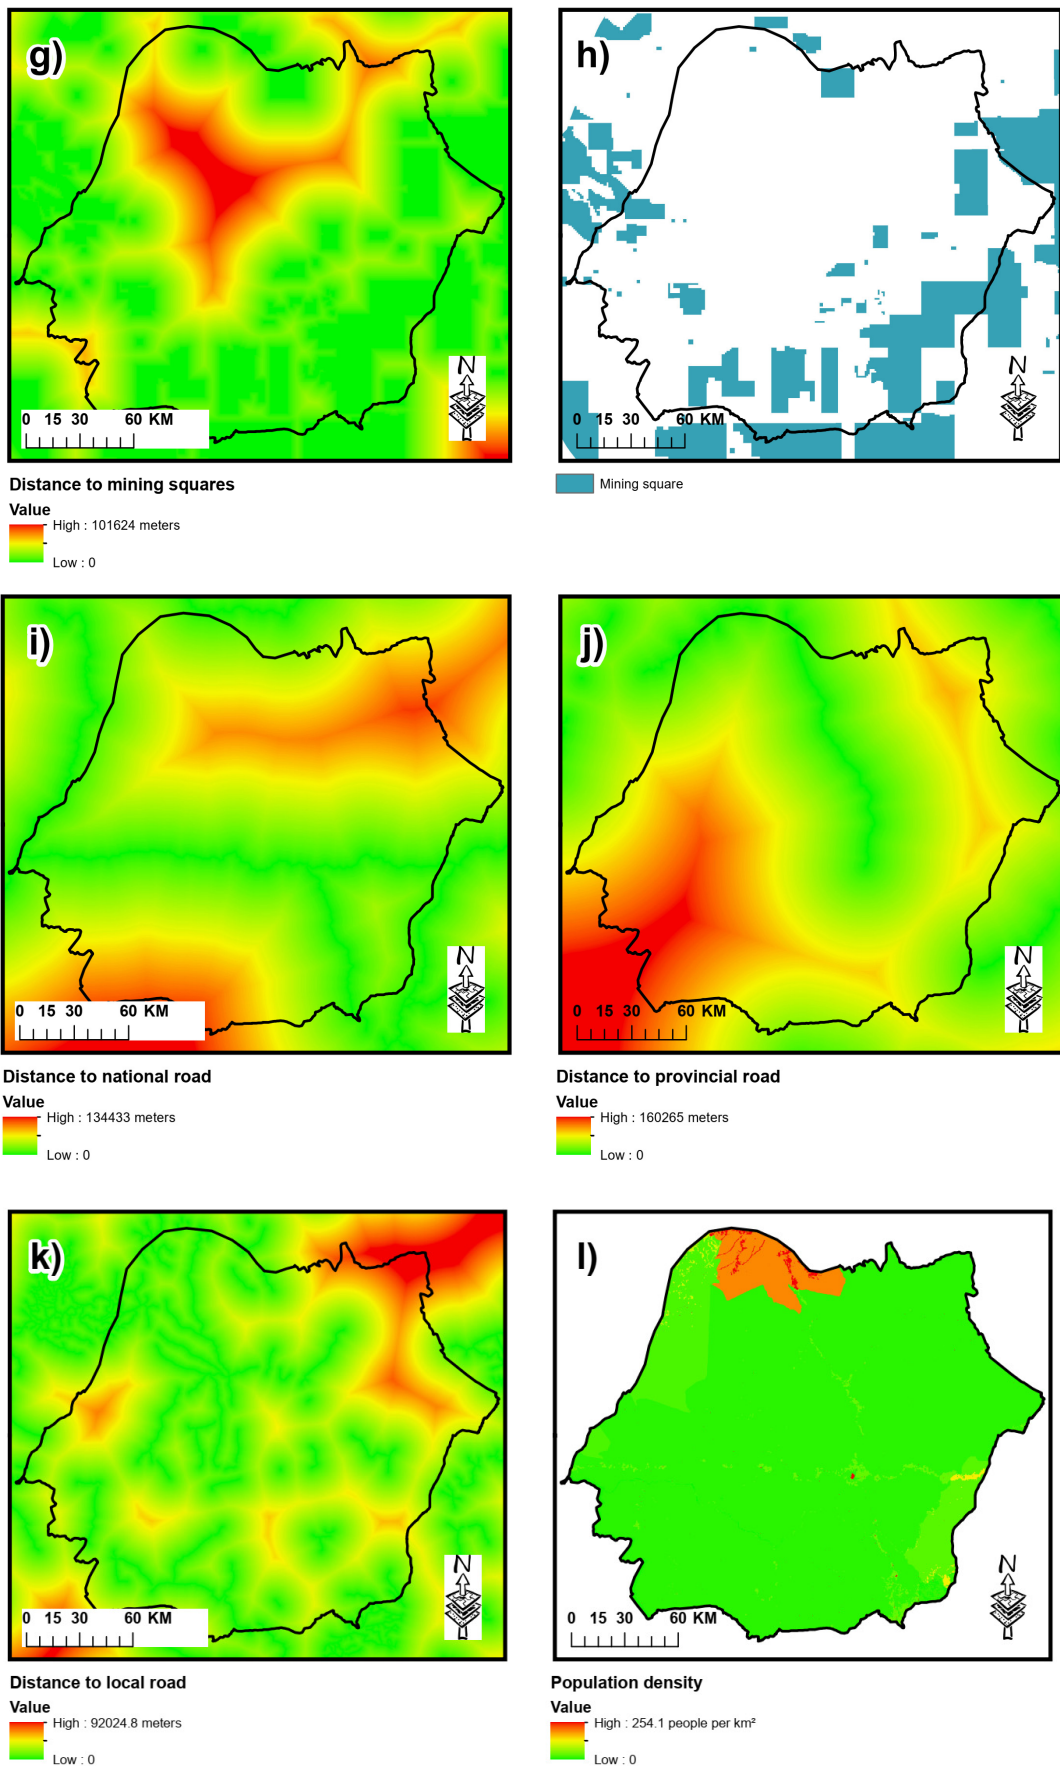 g)
N
0 15 30 60 KM
Distance to mining squares
Value
High : 101624 meters
Low : 0
h)
N
0 15 30 60 KM
Mining square
i)
N
0 15 30 60 KM
Distance to national road
Value
High : 134433 meters
Low : 0
j)
N
0 15 30 60 KM
Distance to provincial road
Value
High : 160265 meters
Low : 0
k)
N
0 15 30 60 KM
Distance to local road
Value
High : 92024.8 meters
Low : 0
l)
N
0 15 30 60 KM
Population density
Value
High : 254.1 people per km²
Low : 0